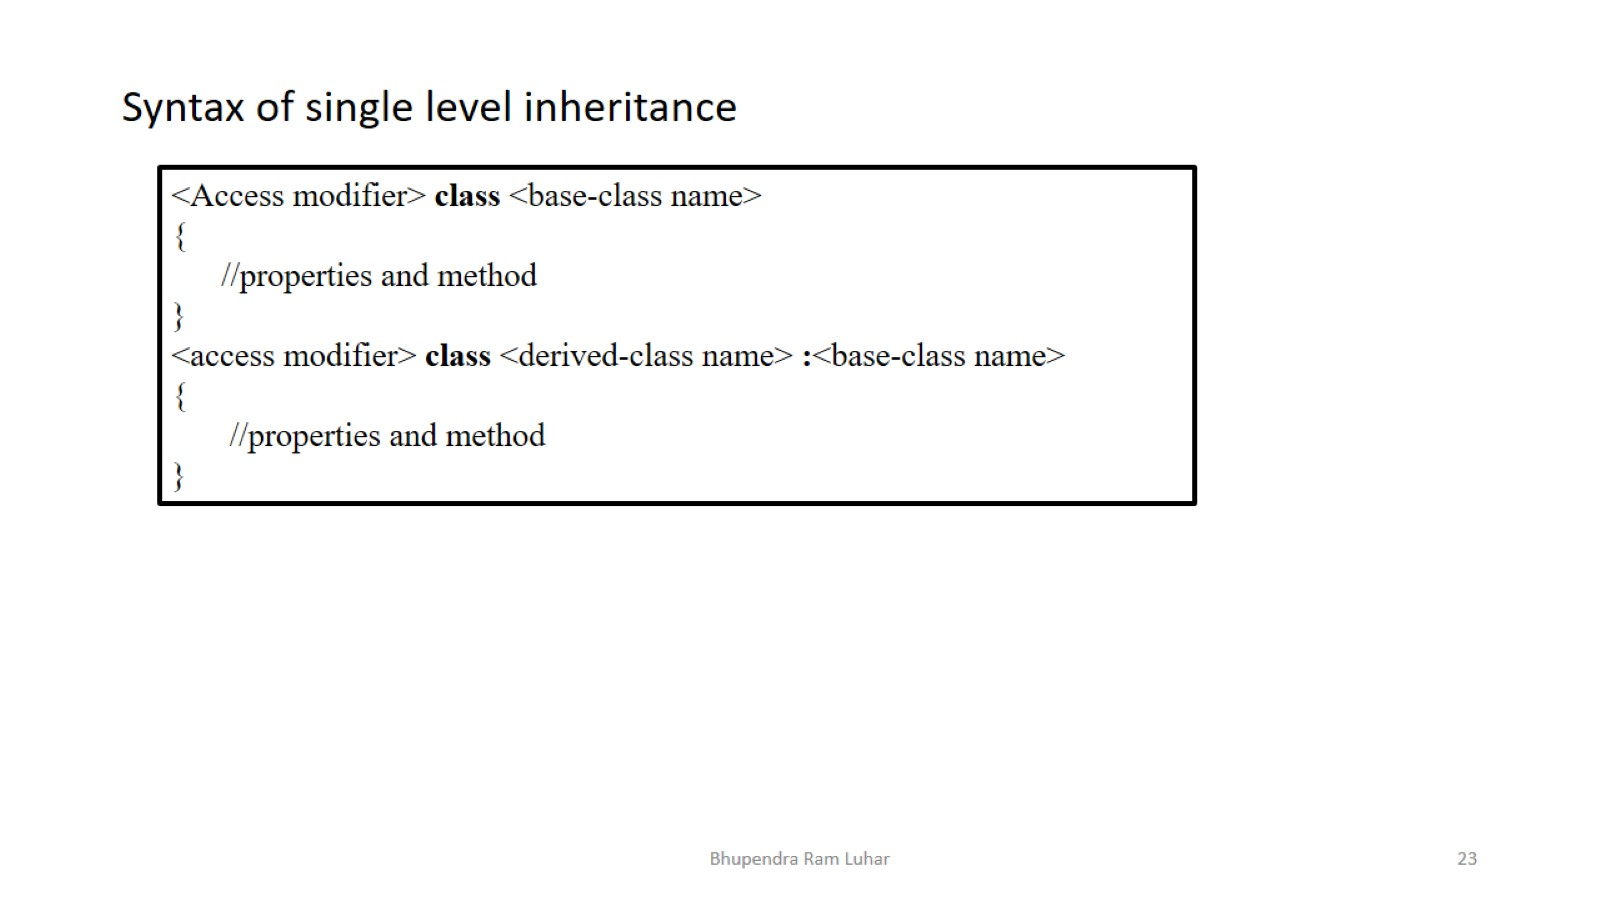 Syntax of single level inheritance
<Access modifier> class <base-class name>
{
//properties and method
}
<access modifier> class <derived-class name> :<base-class name>
{
//properties and method
}
Bhupendra Ram Luhar
23